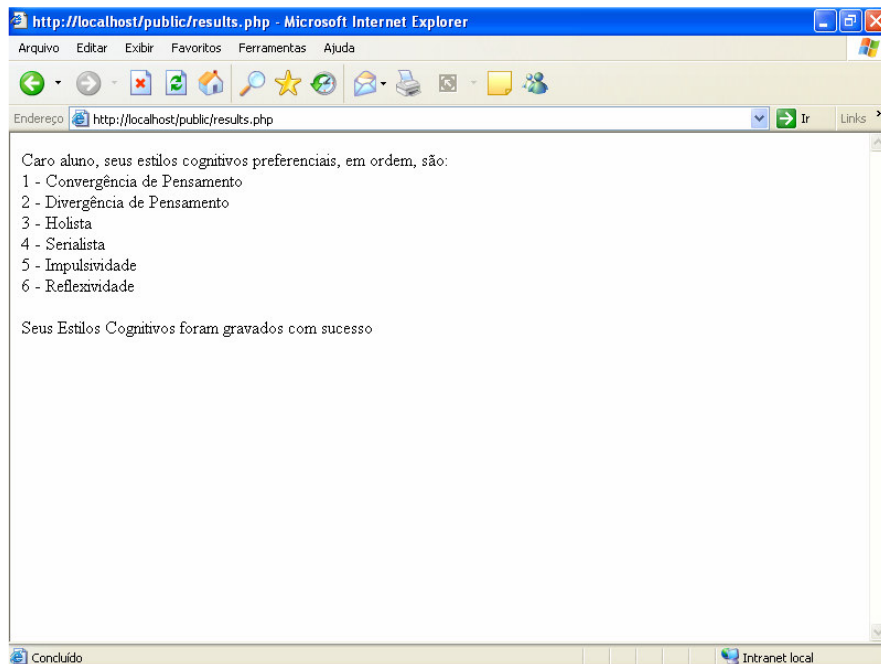 http://localhost/public/results.php - Microsoft Internet Explorer
Arquivo Editar Exibir Favoritos Ferramentas Ajuda
Endereço http://localhost/public/results.php Ir Links
Caro aluno, seus estilos cognitivos preferenciais, em ordem, são:
1 - Convergência de Pensamento
2 - Divergência de Pensamento
3 - Holista
4 - Serialista
5 - Impulsividade
6 - Reflexividade
Seus Estilos Cognitivos foram gravados com sucesso
Concluído Intranet local